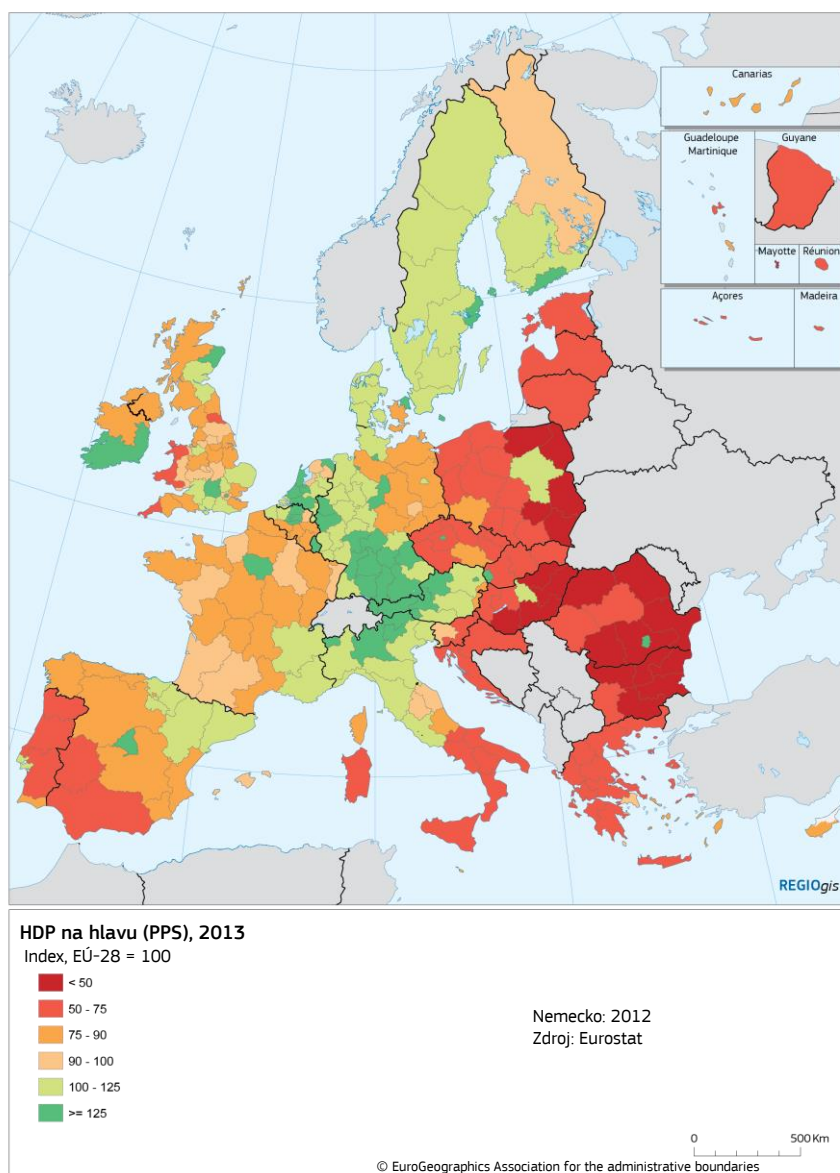 Canarias
Guadeloupe
Martinique
Guyane
Mayotte
Réunion
Açores
Madeira
REGIOgis
HDP na hlavu (PPS), 2013
Index, EÚ-28 = 100
< 50
50 - 75
75 - 90
90 - 100
100 - 125
>= 125
Nemecko: 2012
Zdroj: Eurostat
0 500 Km
© EuroGeographics Association for the administrative boundaries